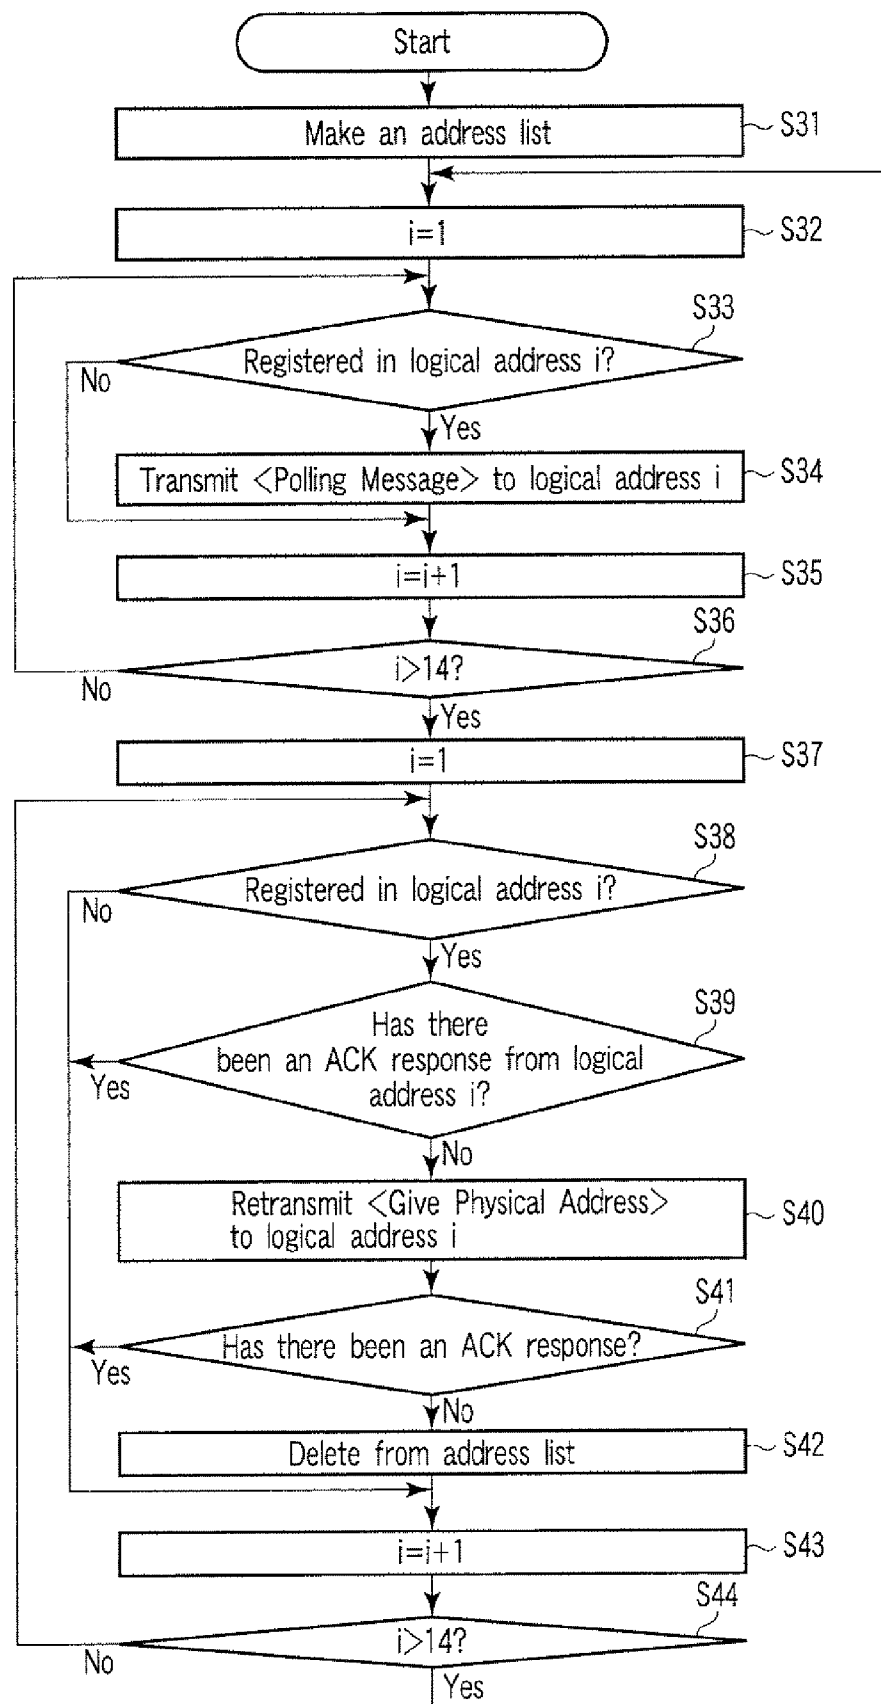 Start
Make an address list
S31
i=1
S32
S33
Registered in logical address i?
No
Yes
Transmit <Polling Message> to logical address i
S34
i=i+1
S35
S36
i>14?
No
Yes
i=1
S37
S38
Registered in logical address i?
No
Yes
S39
Has there
been an ACK response from logical
address i?
Yes
No
Retransmit <Give Physical Address>
to logical address i
S40
S41
Has there been an ACK response?
Yes
No
Delete from address list
S42
i=i+1
S43
S44
i>14?
No
Yes